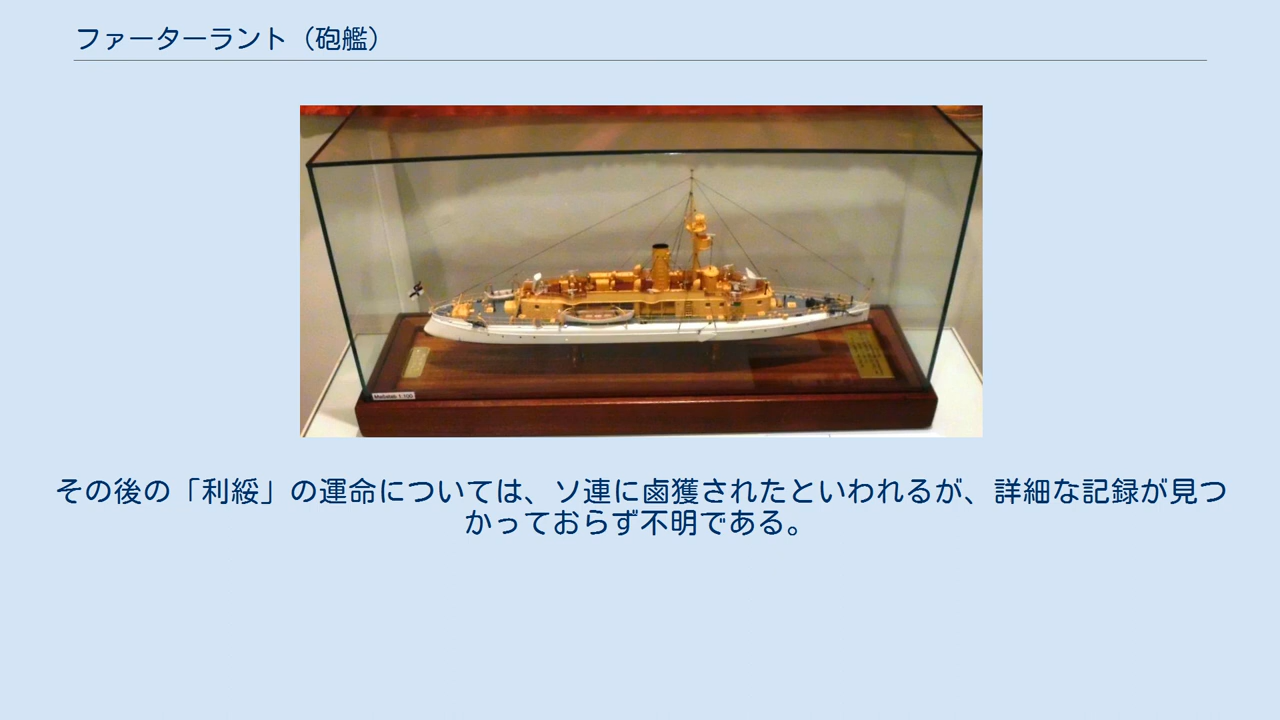 ファーターラント（砲艦）
Maßstab 1:100
その後の「利綏」の運命については、ソ連に鹵獲されたといわれるが、詳細な記録が見つ
かっておらず不明である。